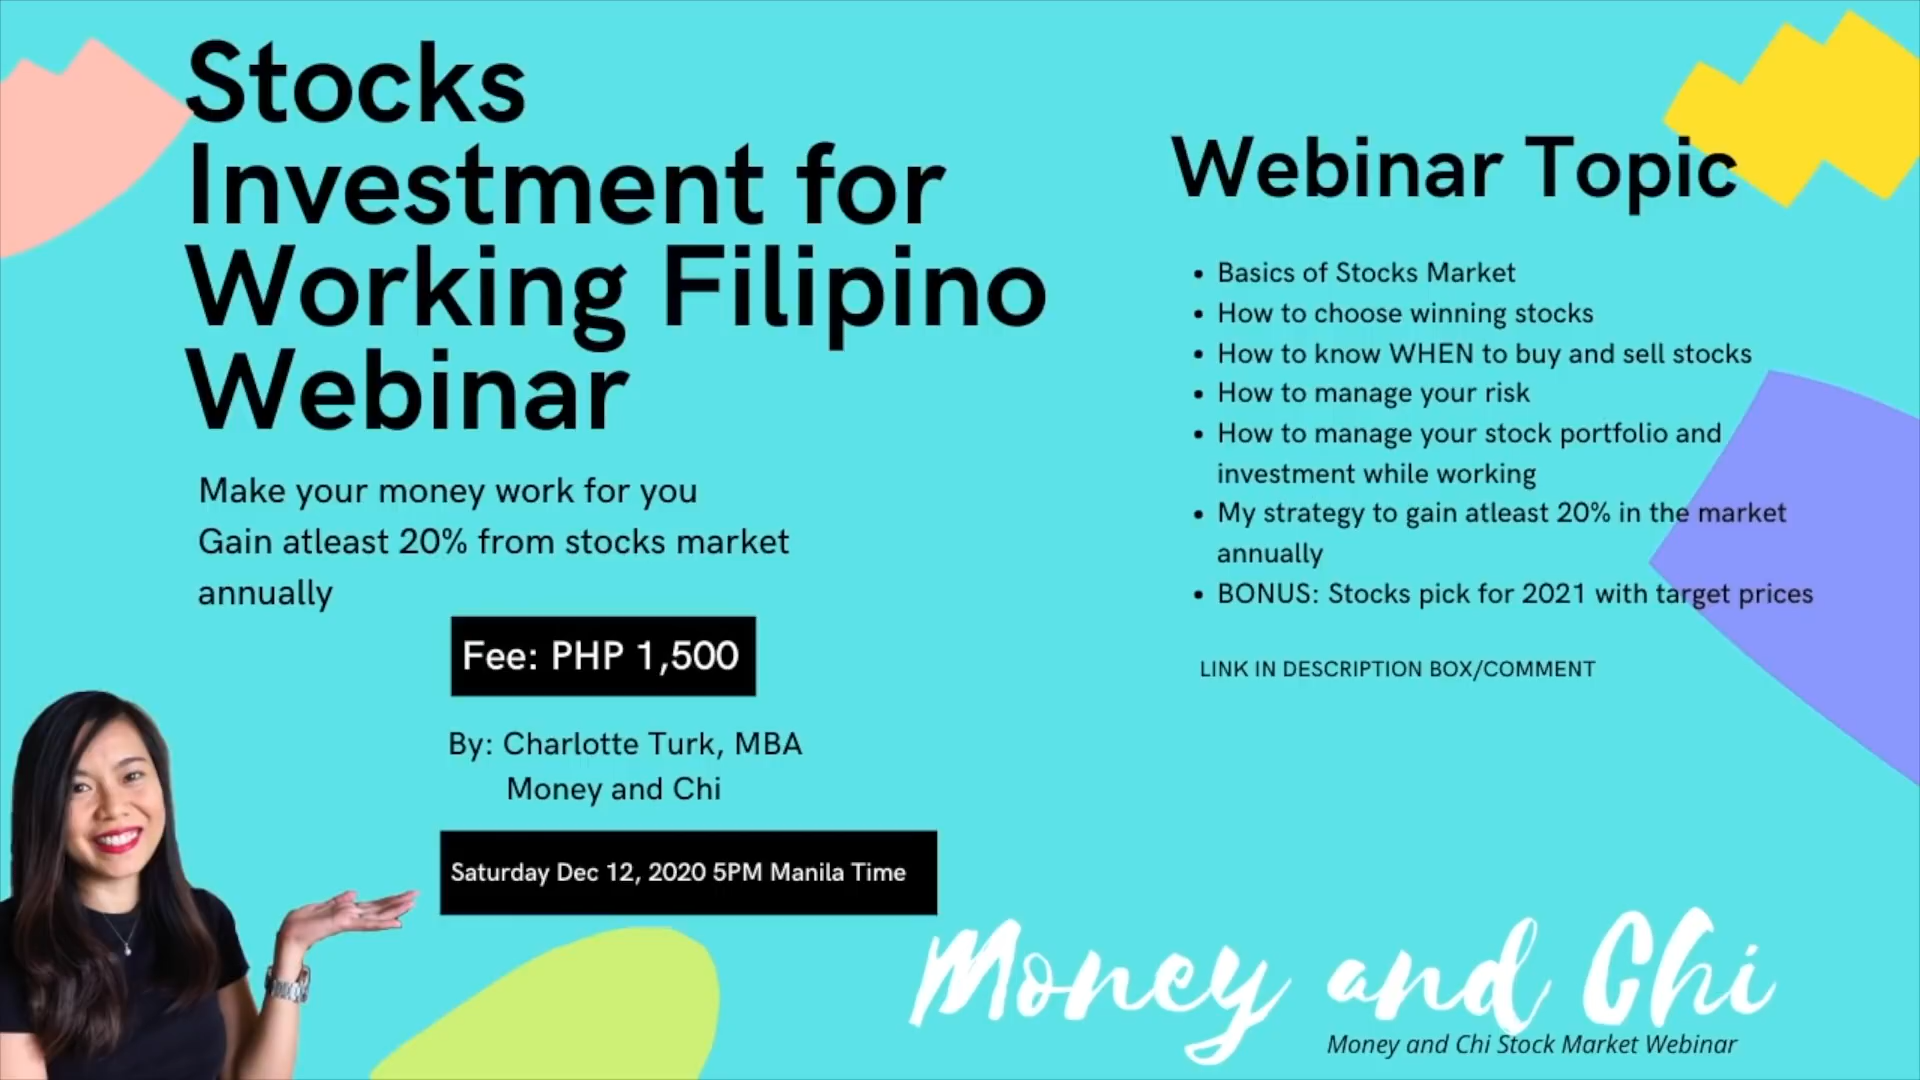 Stocks
Investment for
Working Filipino
Webinar
Make your money work for you
Gain atleast 20% from stocks market
annually
Fee: PHP 1,500
By: Charlotte Turk, MBA
Money and Chi
Saturday Dec 12, 2020 5PM Manila Time
Webinar Topic
• Basics of Stocks Market
• How to choose winning stocks
• How to know WHEN to buy and sell stocks
• How to manage your risk
• How to manage your stock portfolio and
investment while working
• My strategy to gain atleast 20% in the market
annually
• BONUS: Stocks pick for 2021 with target prices
LINK IN DESCRIPTION BOX/COMMENT
Money and Chi
Money and Chi Stock Market Webinar